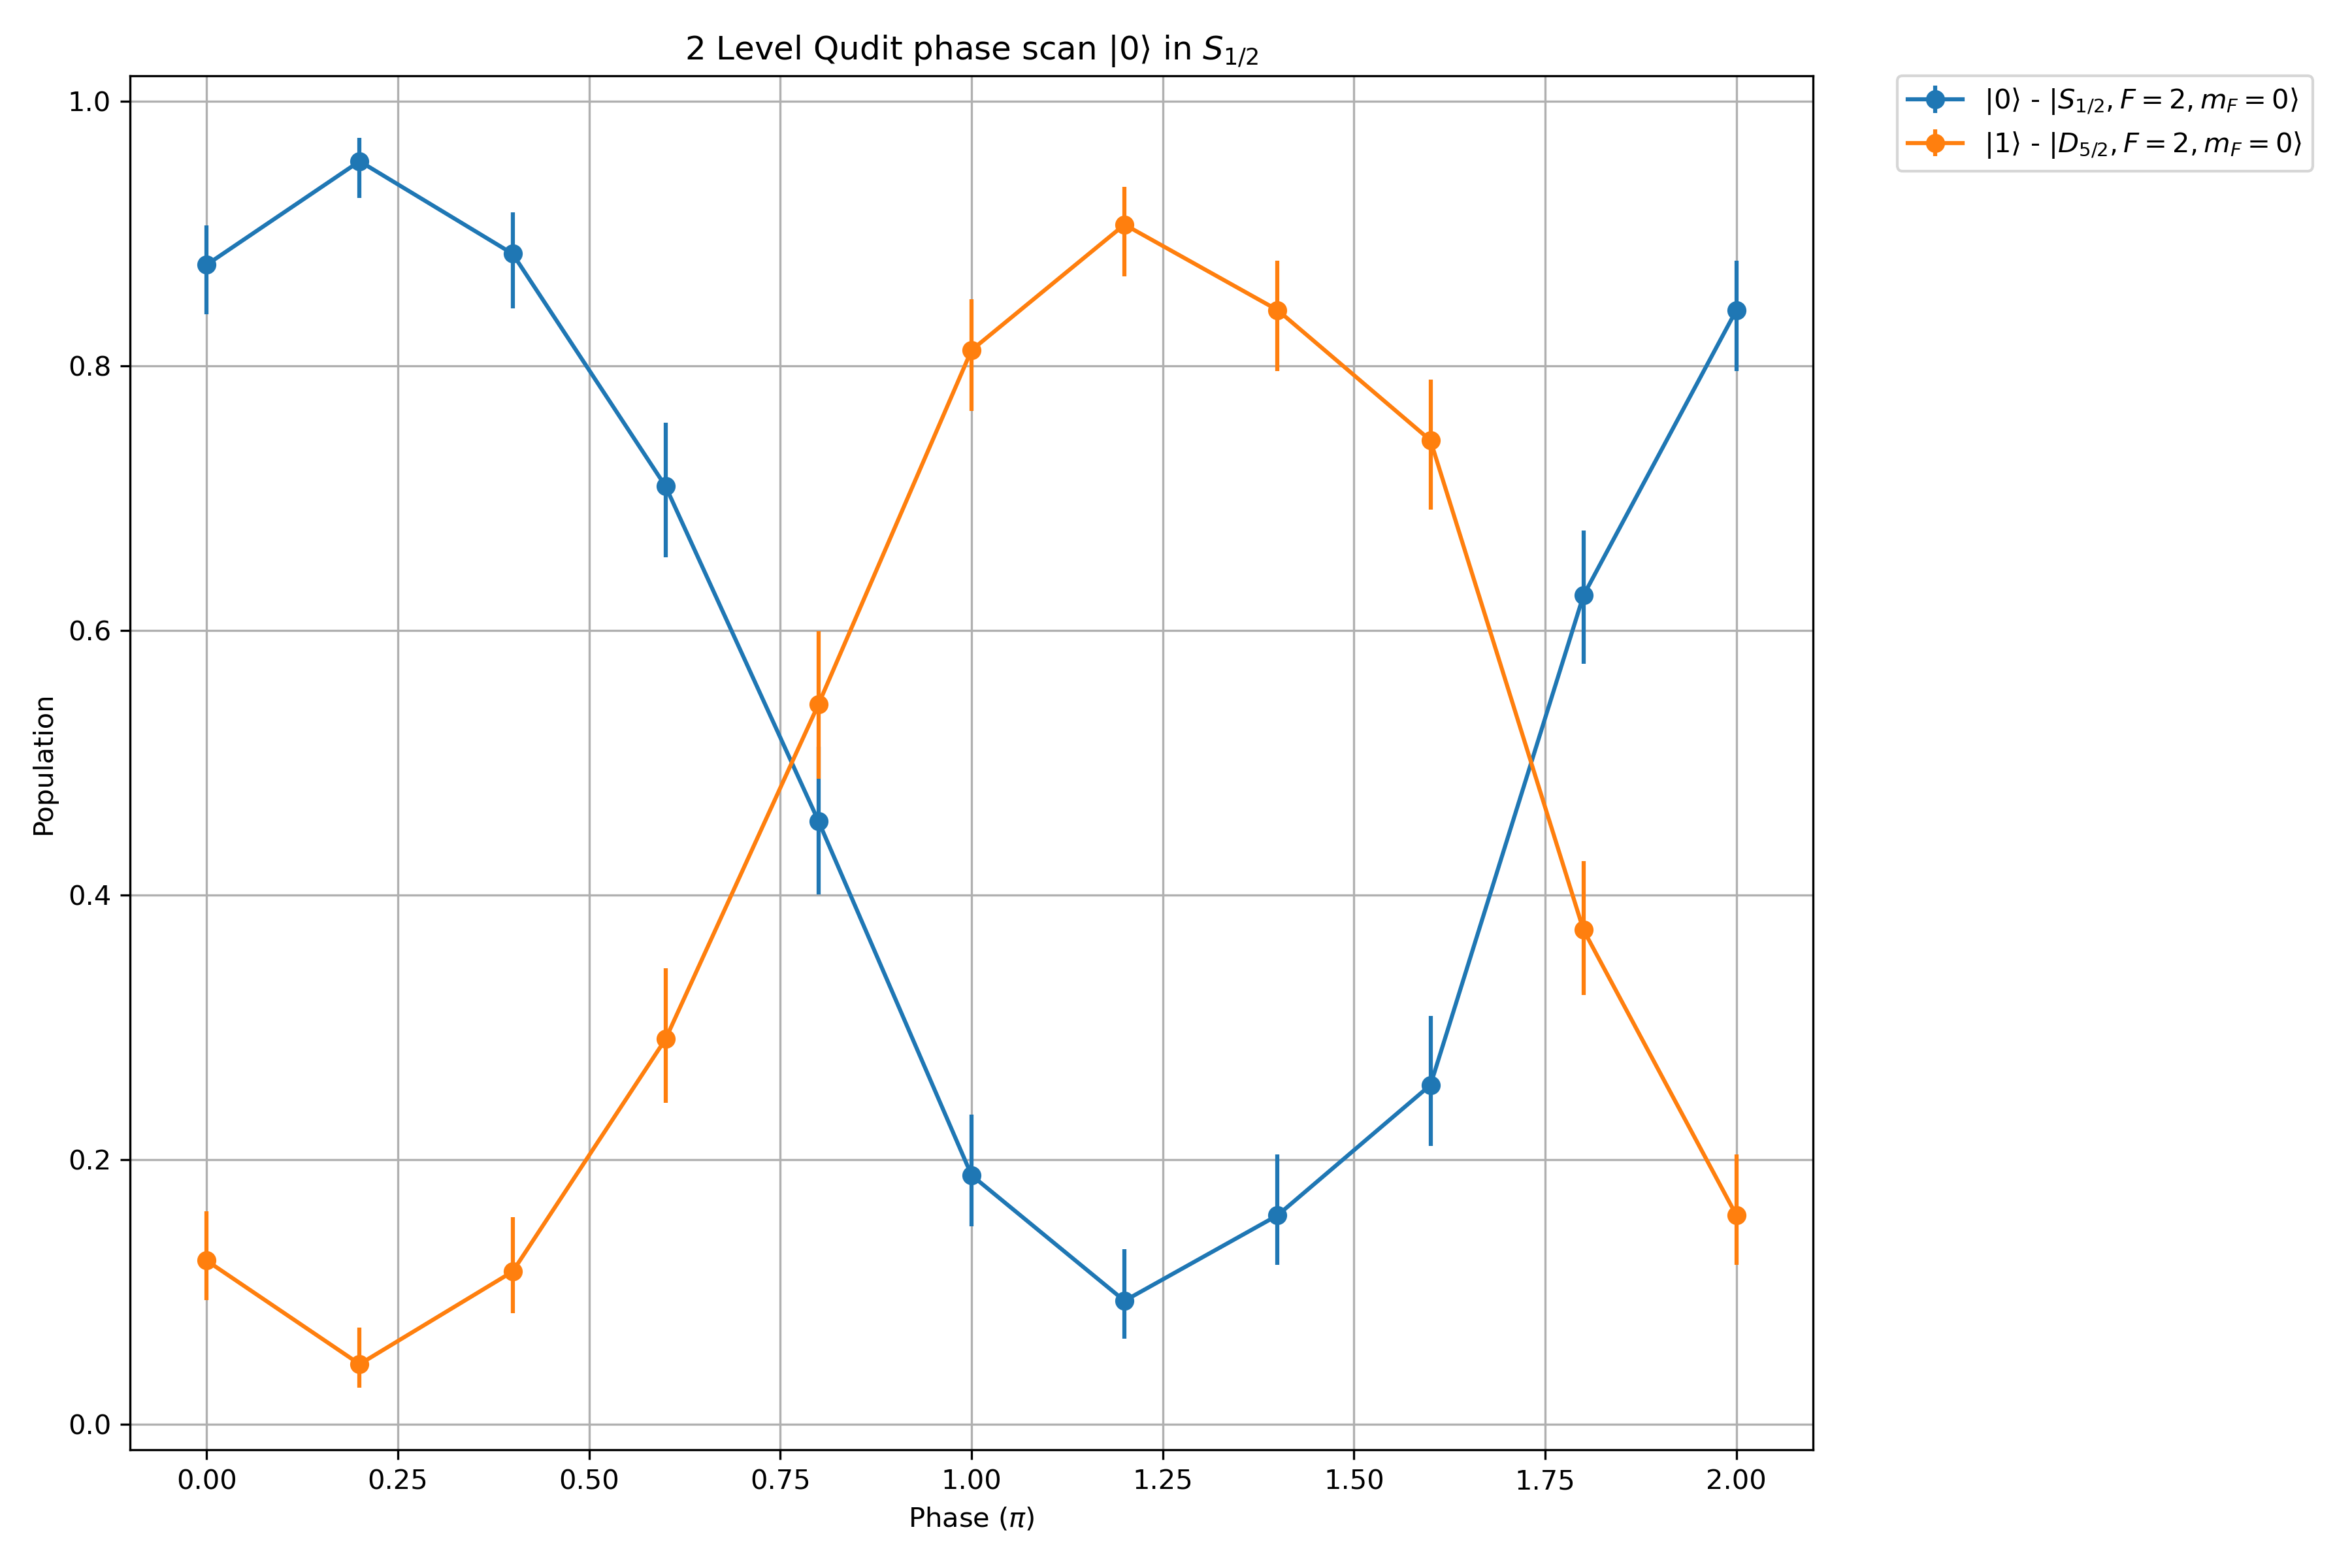 2 Level Qudit phase scan |0⟩ in S1/2
|0⟩ - |S1/2, F = 2, mF = 0⟩
|1⟩ - |D5/2, F = 2, mF = 0⟩
Population
1.0
0.8
0.6
0.4
0.2
0.0
0.00 0.25 0.50 0.75 1.00 1.25 1.50 1.75 2.00
Phase (π)